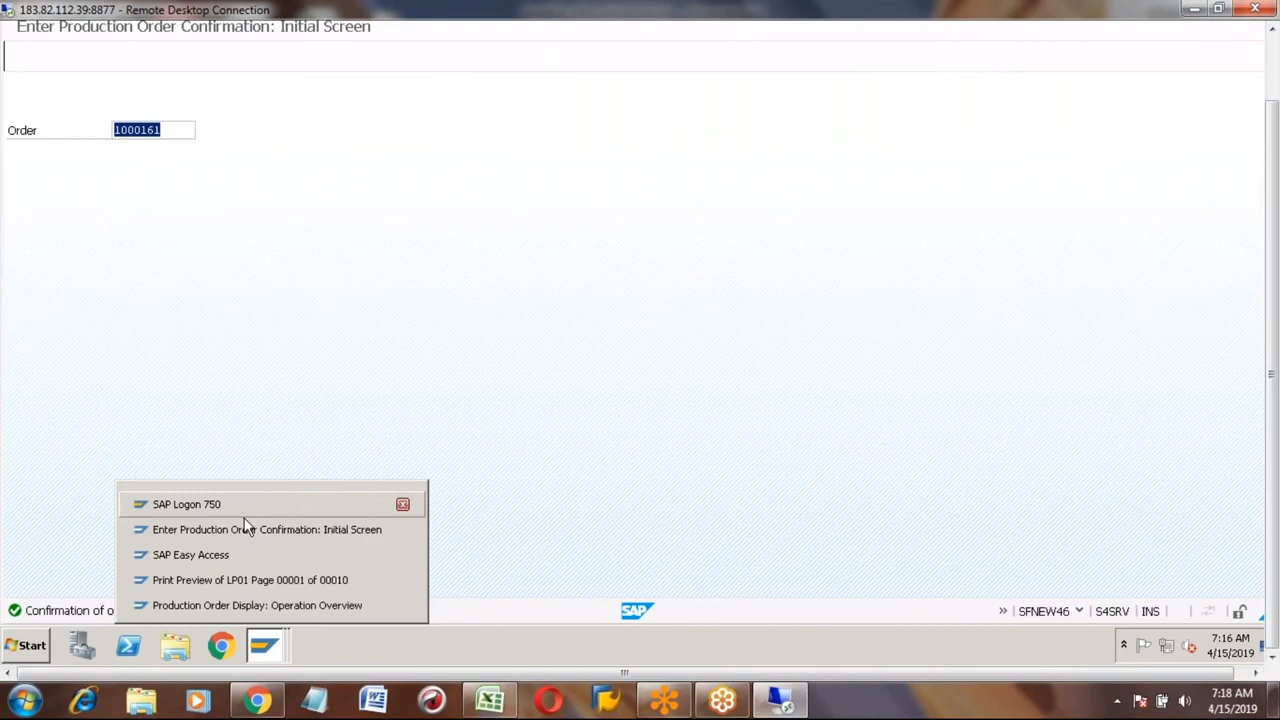 183.82.112.39:8877 - Remote Desktop Connection
Enter Production Order Confirmation: Initial Screen
Order 1000161
SAP Logon 750
Enter Production Order Confirmation: Initial Screen
SAP Easy Access
Print Preview of LP01 Page 00001 of 00010
Production Order Display: Operation Overview
Confirmation of o
SAP
SFNEW46
S4SRV
INS
Start
7:16 AM
4/15/2019
7:18 AM
4/15/2019